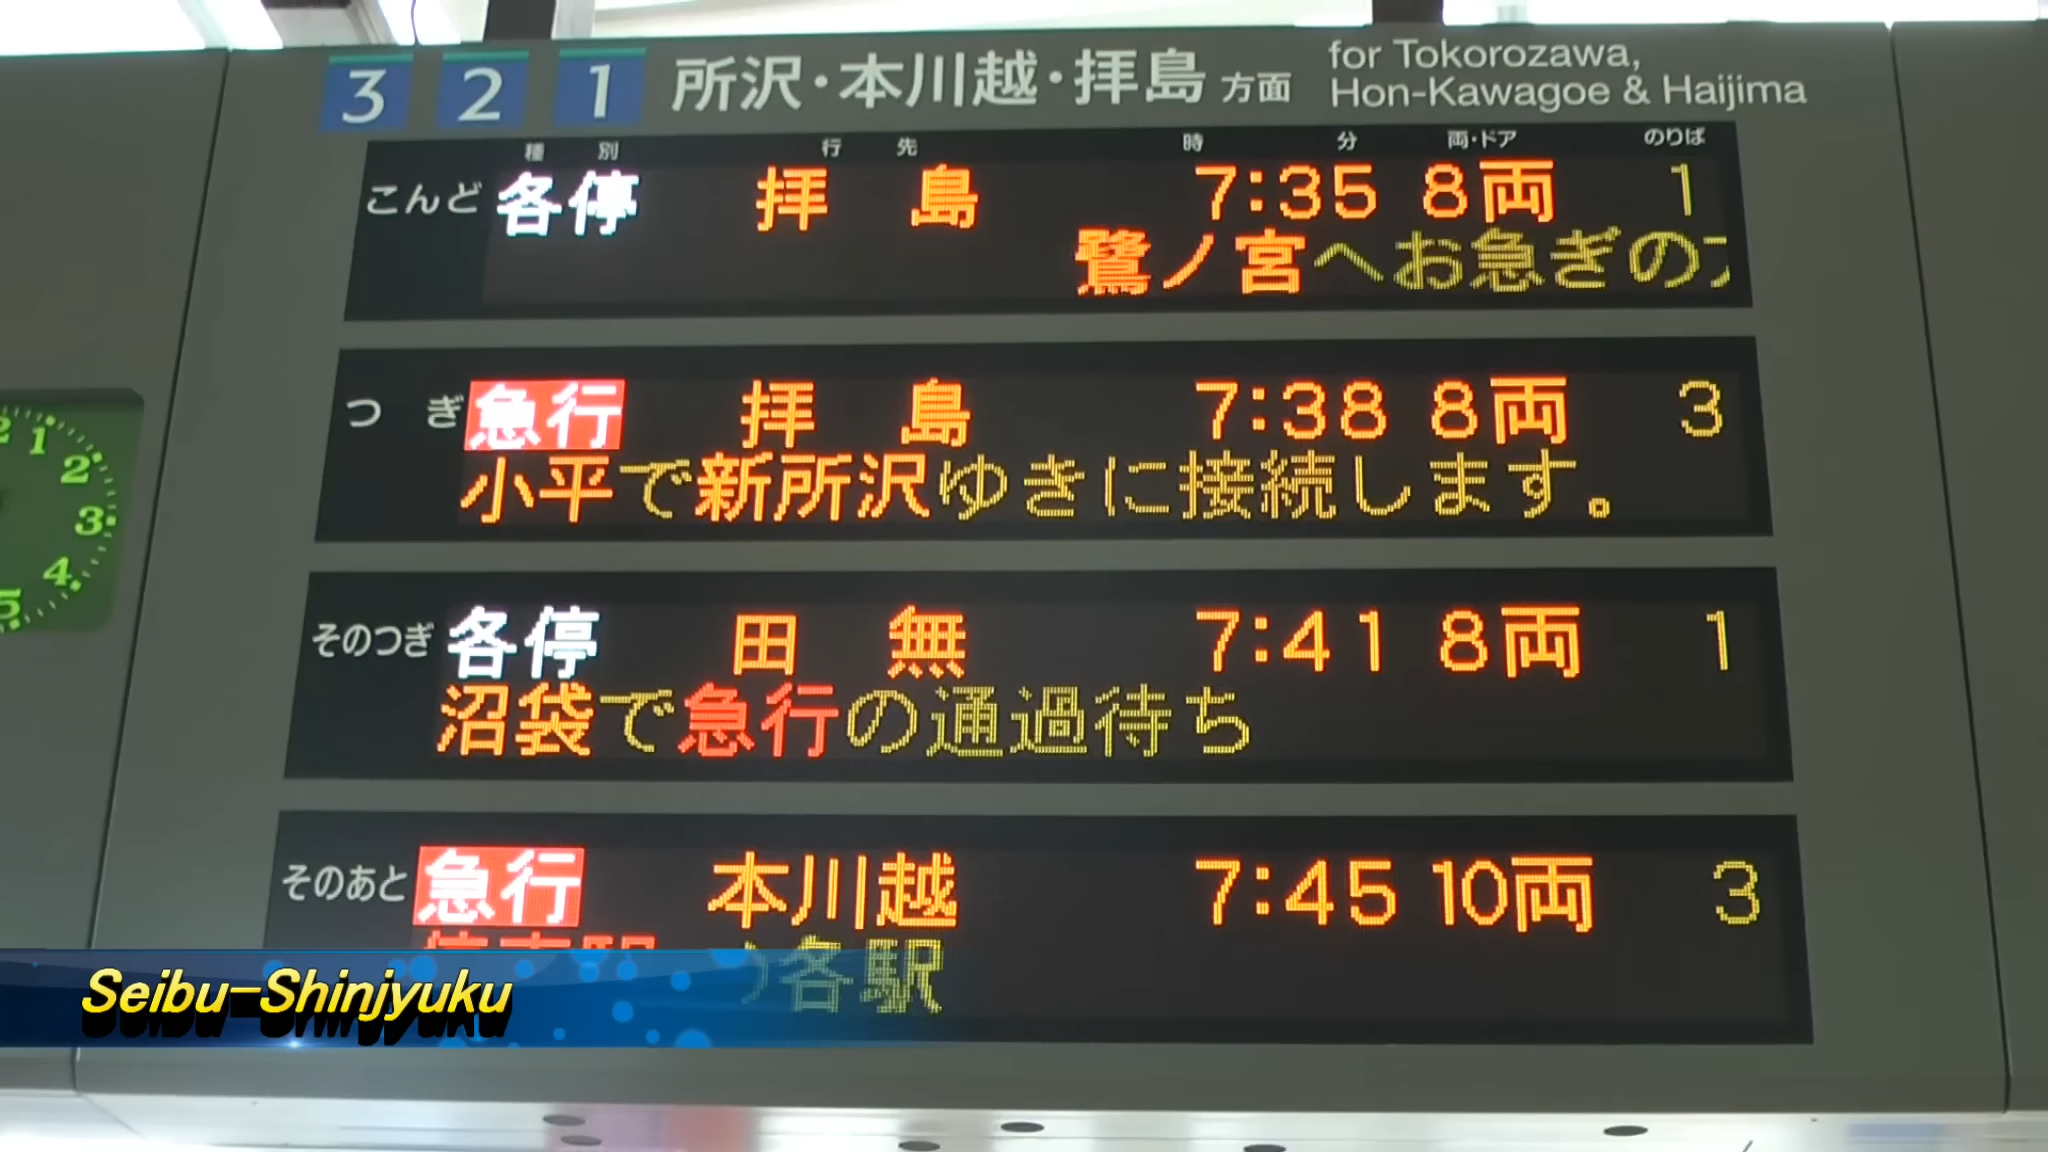 3 2 1 所沢・本川越・拝島 方面 for Tokorozawa,
Hon-Kawagoe & Haijima
種別 行先 時 分 両・ドア のりば
こんど 各停 拝島 7:35 8両 1
鷺ノ宮へお急ぎの
つぎ 急行 拝島 7:38 8両 3
小平で新所沢ゆきに接続します。
そのつぎ 各停 田無 7:41 8両 1
沼袋で急行の通過待ち
そのあと 急行 本川越 7:45 10両 3
各駅
1
2
3
4
5
Seibu-Shinjyuku